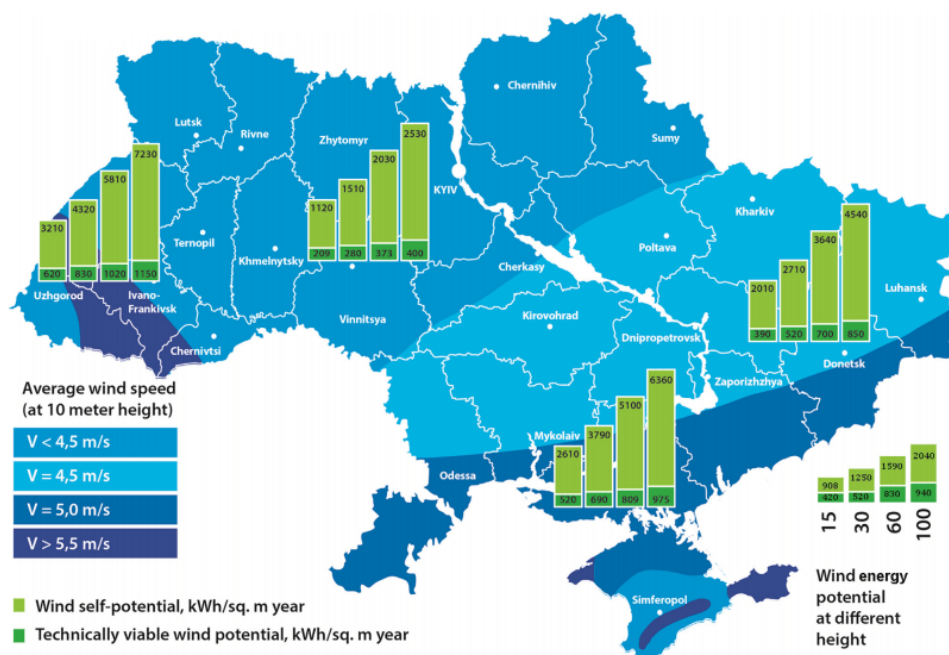 Chernihiv
Lutsk
Rivne
Zhytomyr
Sumy
KYIV
2530
2030
1510
1120
209
280
373
400
7230
5810
4320
3210
620
830
1020
1150
Ternopil
Khmelnytsky
Uzhgorod
Ivano-
Frankivsk
Chernivtsi
Vinnitsya
Cherkasy
Poltava
Kharkiv
4540
3640
2710
2010
390
520
700
850
Luhansk
Kirovohrad
Dnipropetrovsk
Donetsk
Zaporizhzhya
Mykolaiv
6360
5100
3790
2610
520
690
809
975
Odessa
Simferopol
Average wind speed
(at 10 meter height)
V < 4,5 m/s
V = 4,5 m/s
V = 5,0 m/s
V > 5,5 m/s
Wind self-potential, kWh/sq. m year
Technically viable wind potential, kWh/sq. m year
908
1250
1590
2040
420
520
830
940
15
30
60
100
Wind energy
potential
at different
height